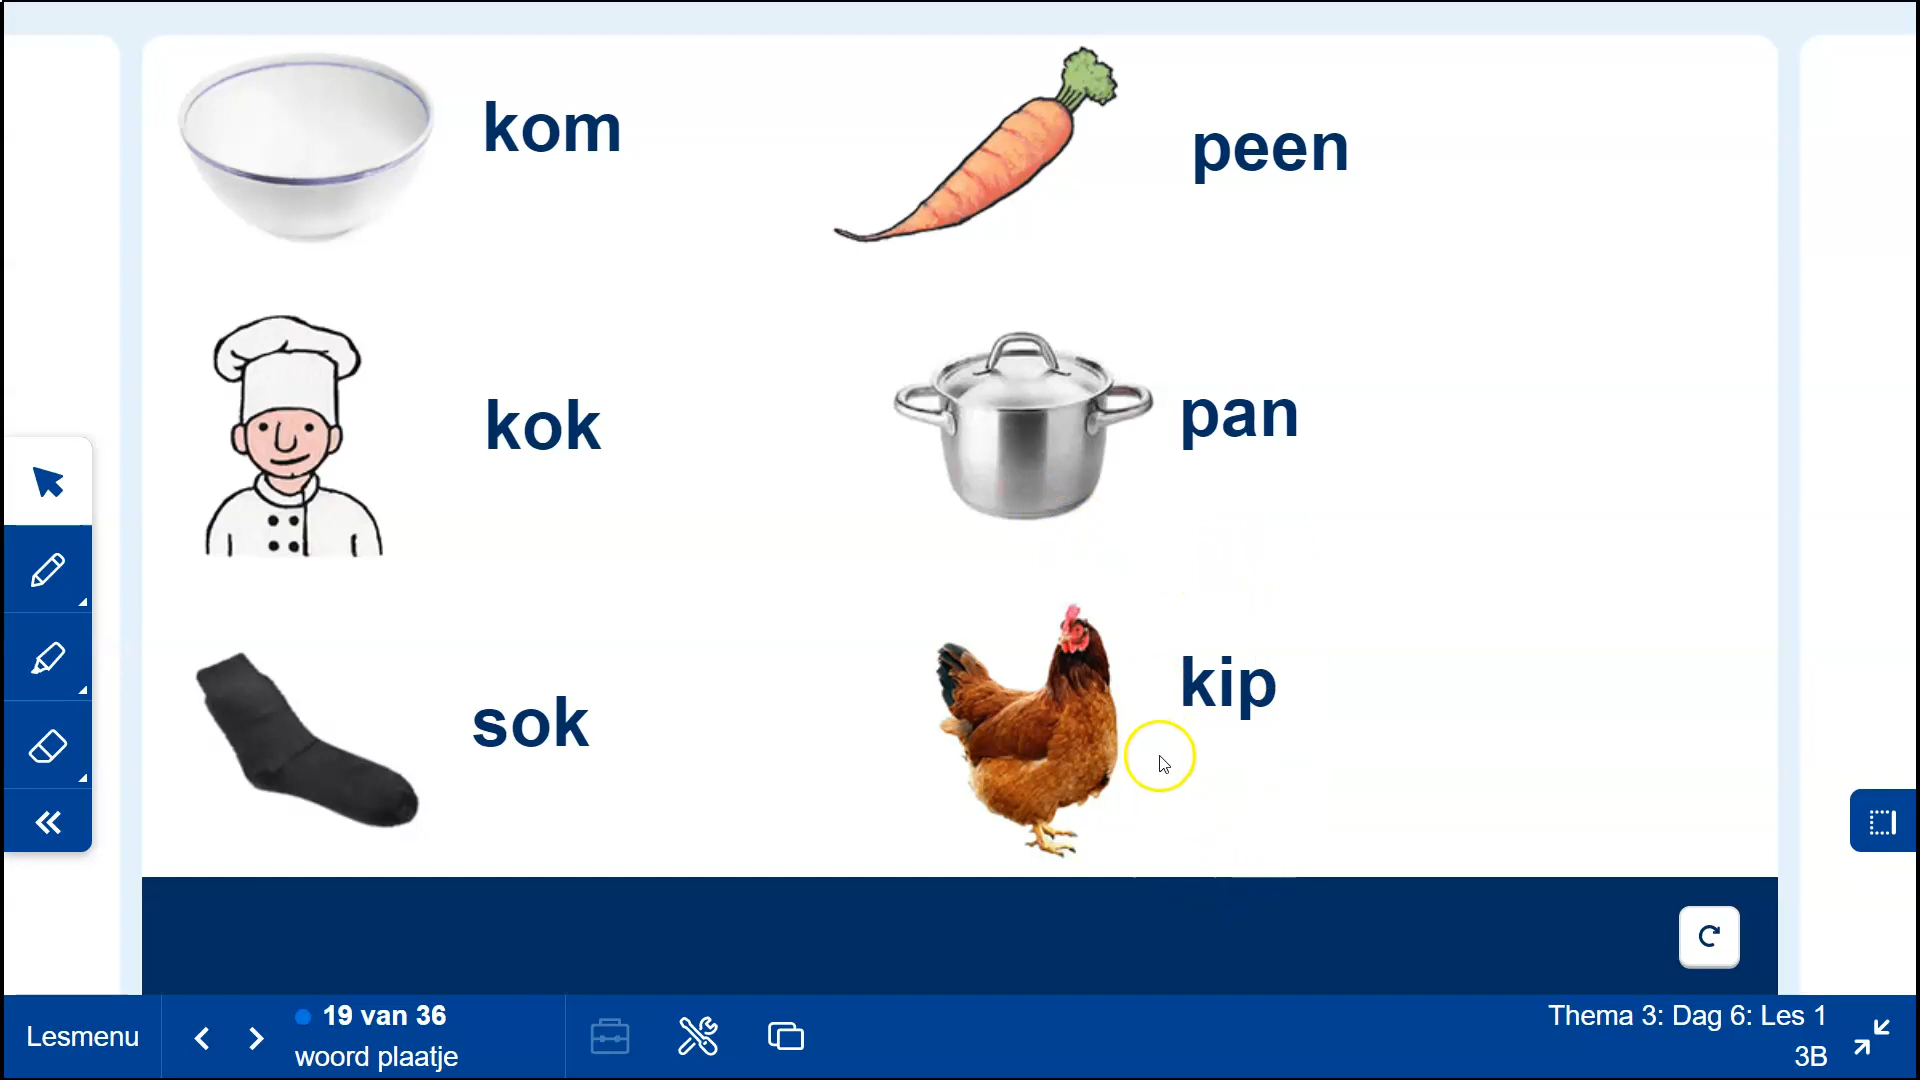 kom
peen
kok
pan
sok
kip
Lesmenu
19 van 36
woord plaatje
Thema 3: Dag 6: Les 1
3B